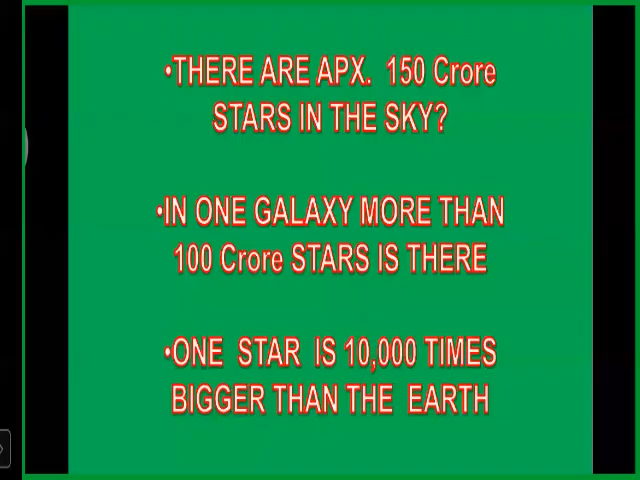 •THERE ARE APX. 150 Crore
STARS IN THE SKY?
•IN ONE GALAXY MORE THAN
100 Crore STARS IS THERE
•ONE STAR IS 10,000 TIMES
BIGGER THAN THE EARTH